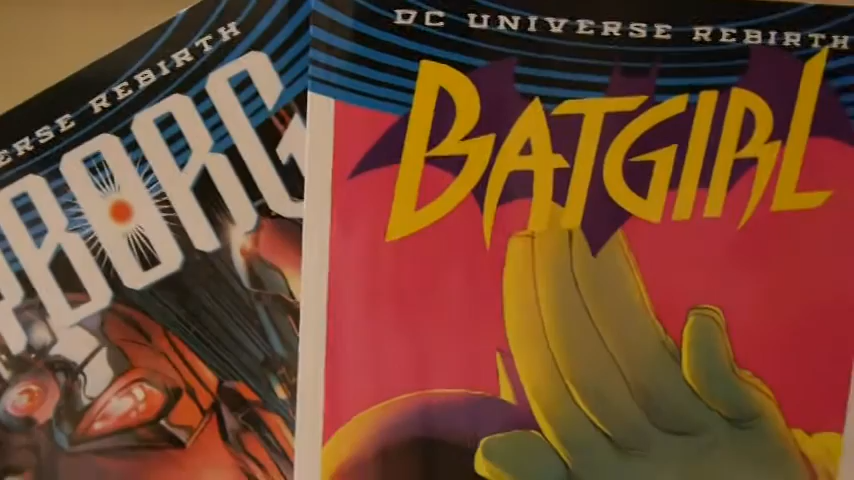 ERSE REBIRTH
BORG
DC UNIVERSE REBIRTH
BATGIRL